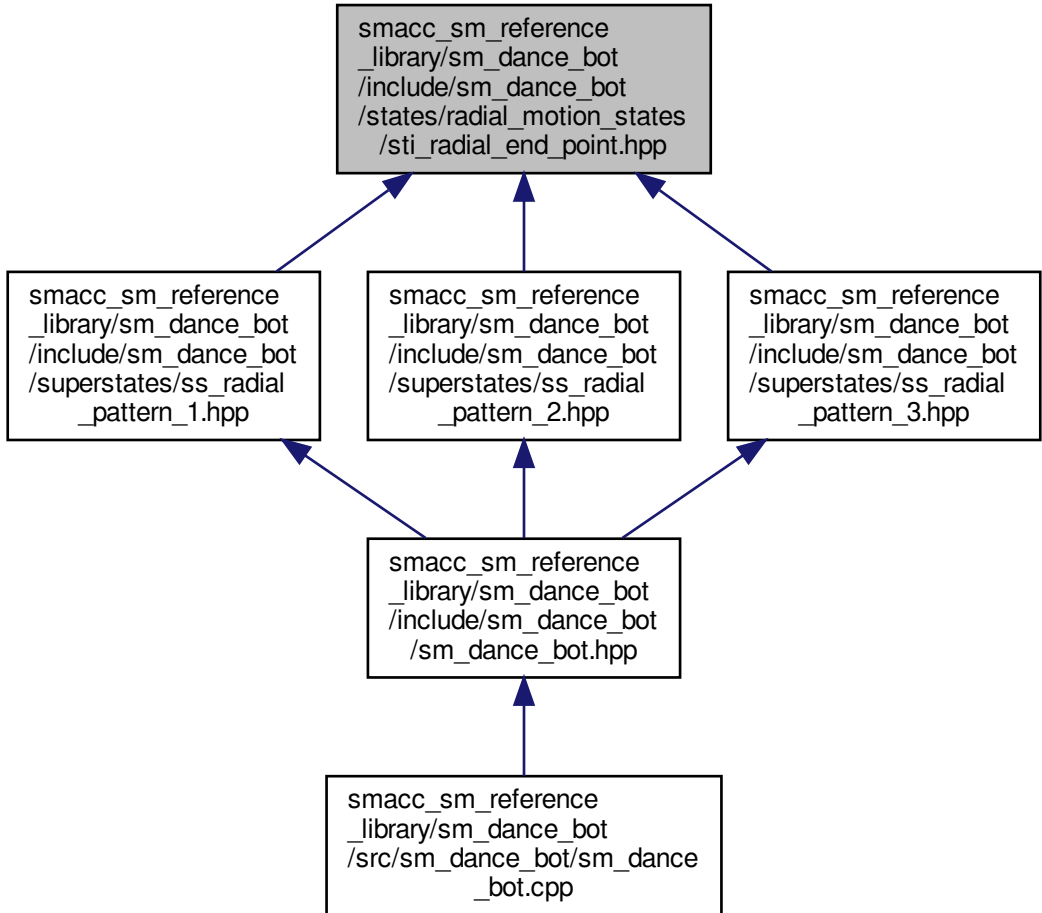 smacc_sm_reference
_library/sm_dance_bot
/include/sm_dance_bot
/states/radial_motion_states
/sti_radial_end_point.hpp
smacc_sm_reference
_library/sm_dance_bot
/include/sm_dance_bot
/superstates/ss_radial
_pattern_1.hpp
smacc_sm_reference
_library/sm_dance_bot
/include/sm_dance_bot
/superstates/ss_radial
_pattern_2.hpp
smacc_sm_reference
_library/sm_dance_bot
/include/sm_dance_bot
/superstates/ss_radial
_pattern_3.hpp
smacc_sm_reference
_library/sm_dance_bot
/include/sm_dance_bot
/sm_dance_bot.hpp
smacc_sm_reference
_library/sm_dance_bot
/src/sm_dance_bot/sm_dance
_bot.cpp